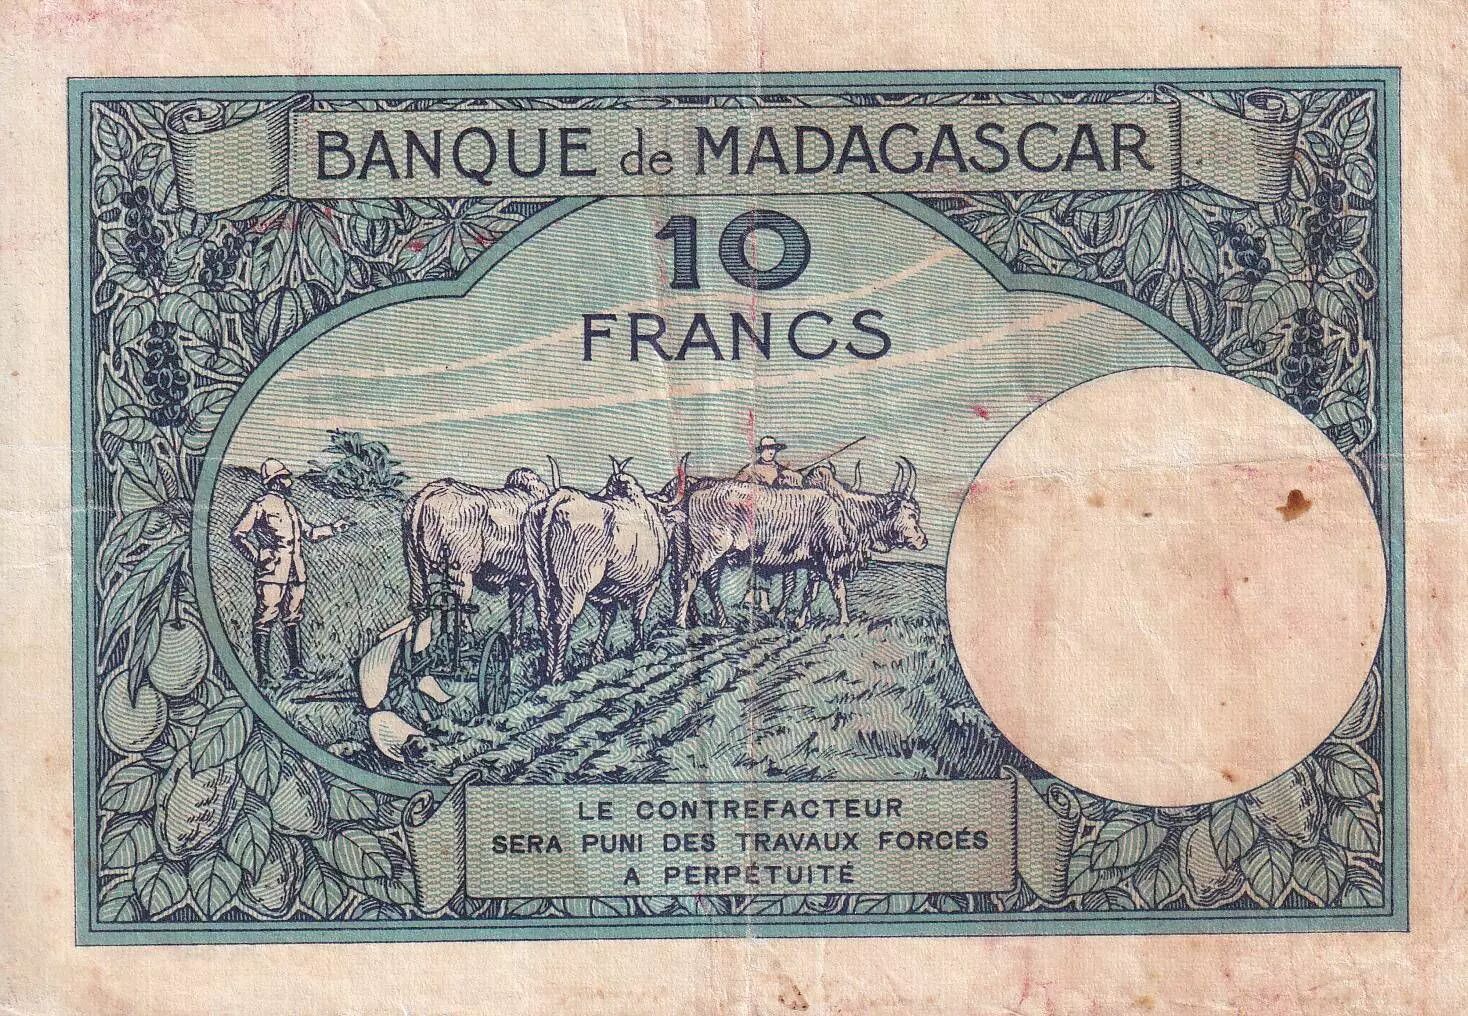 BANQUE de MADAGASCAR
10
FRANCS
LE CONTREFACTEUR
SERA PUNI DES TRAVAUX FORCÉS
A PERPÉTUITÉ